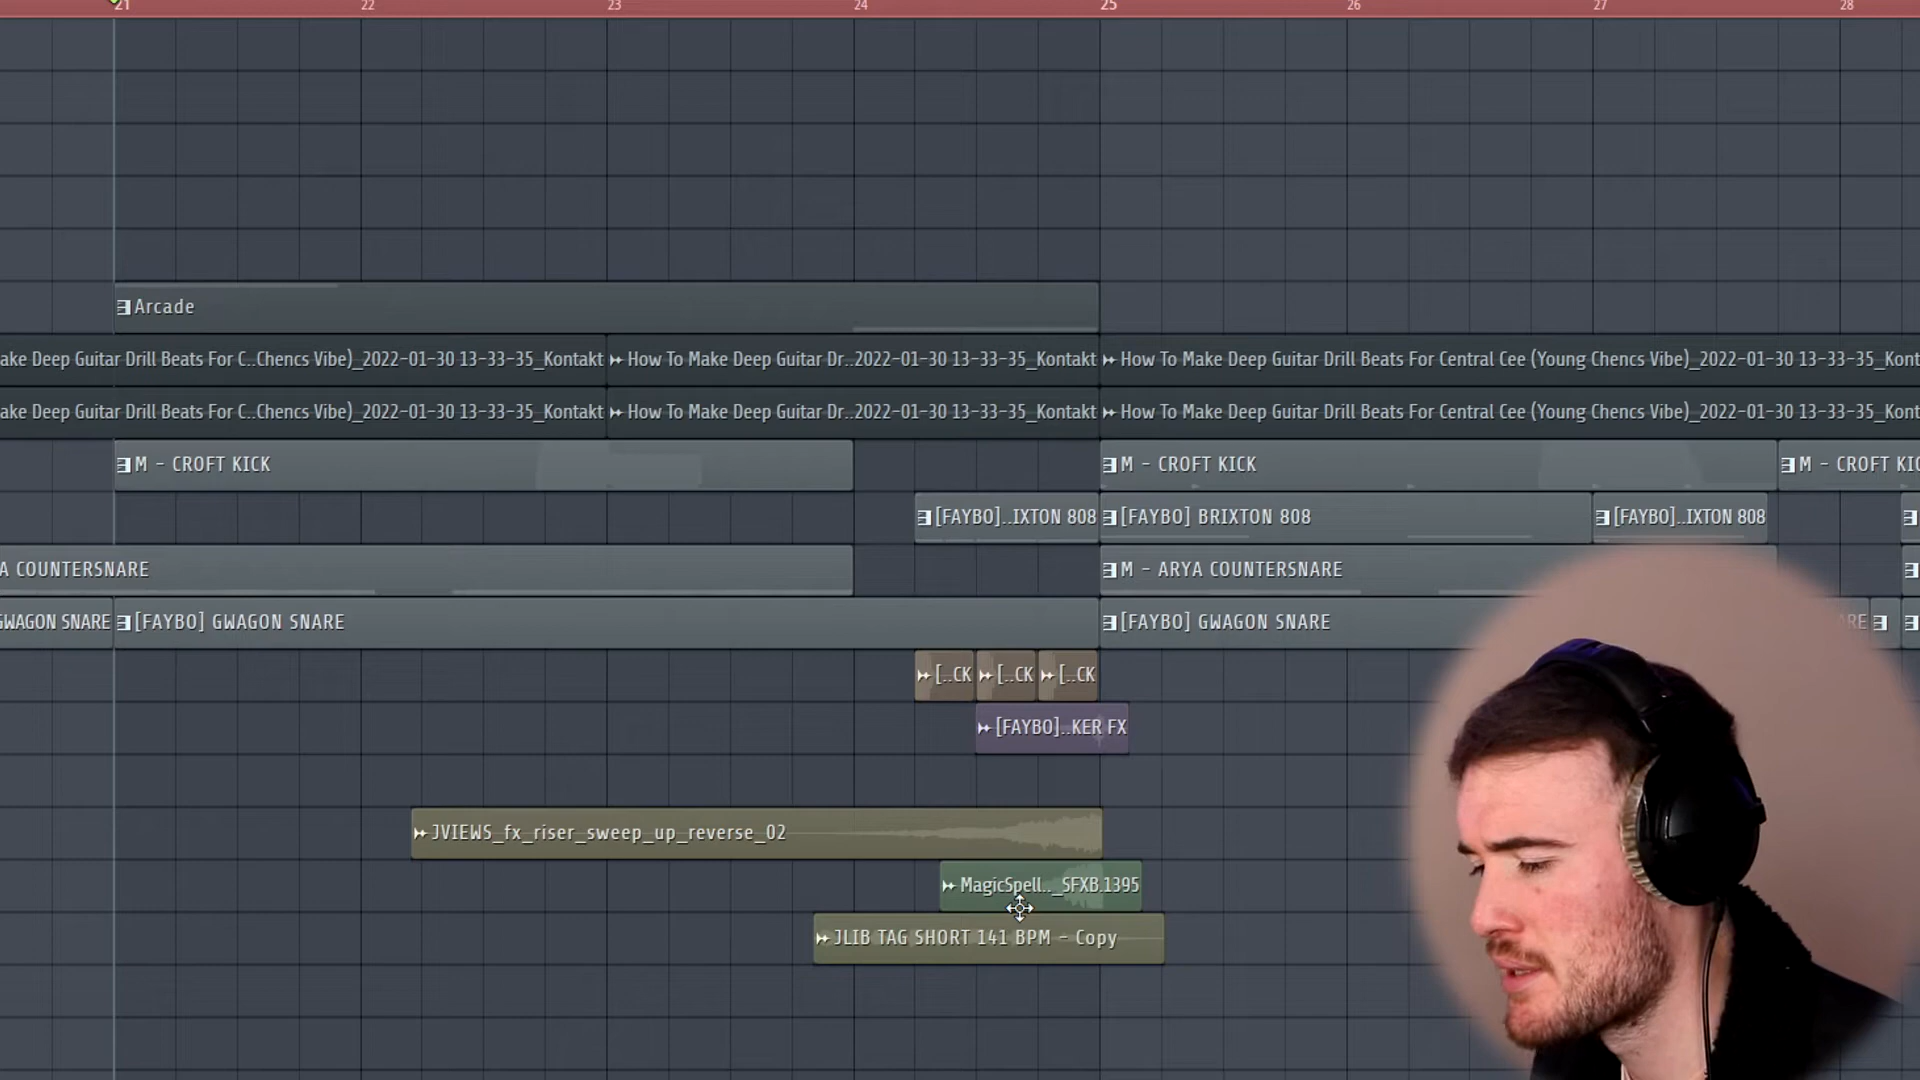 21 22 23 24 25 26 27 28
Arcade
ake Deep Guitar Drill Beats For C..Chencs Vibe)_2022-01-30 13-33-35_Kontakt How To Make Deep Guitar Dr..2022-01-30 13-33-35_Kontakt How To Make Deep Guitar Drill Beats For Central Cee (Young Chencs Vibe)_2022-01-30 13-33-35_Kont
ake Deep Guitar Drill Beats For C..Chencs Vibe)_2022-01-30 13-33-35_Kontakt How To Make Deep Guitar Dr..2022-01-30 13-33-35_Kontakt How To Make Deep Guitar Drill Beats For Central Cee (Young Chencs Vibe)_2022-01-30 13-33-35_Kont
M - CROFT KICK M - CROFT KICK M - CROFT KIC
[FAYBO]..IXTON 808 [FAYBO] BRIXTON 808 [FAYBO]..IXTON 808
A COUNTERSNARE M - ARYA COUNTERSNARE
GWAGON SNARE [FAYBO] GWAGON SNARE [FAYBO] GWAGON SNARE
[..CK [..CK [..CK
[FAYBO]..KER FX
JVIEWS_fx_riser_sweep_up_reverse_02
MagicSpell.._SFXB.1395
JLIB TAG SHORT 141 BPM - Copy